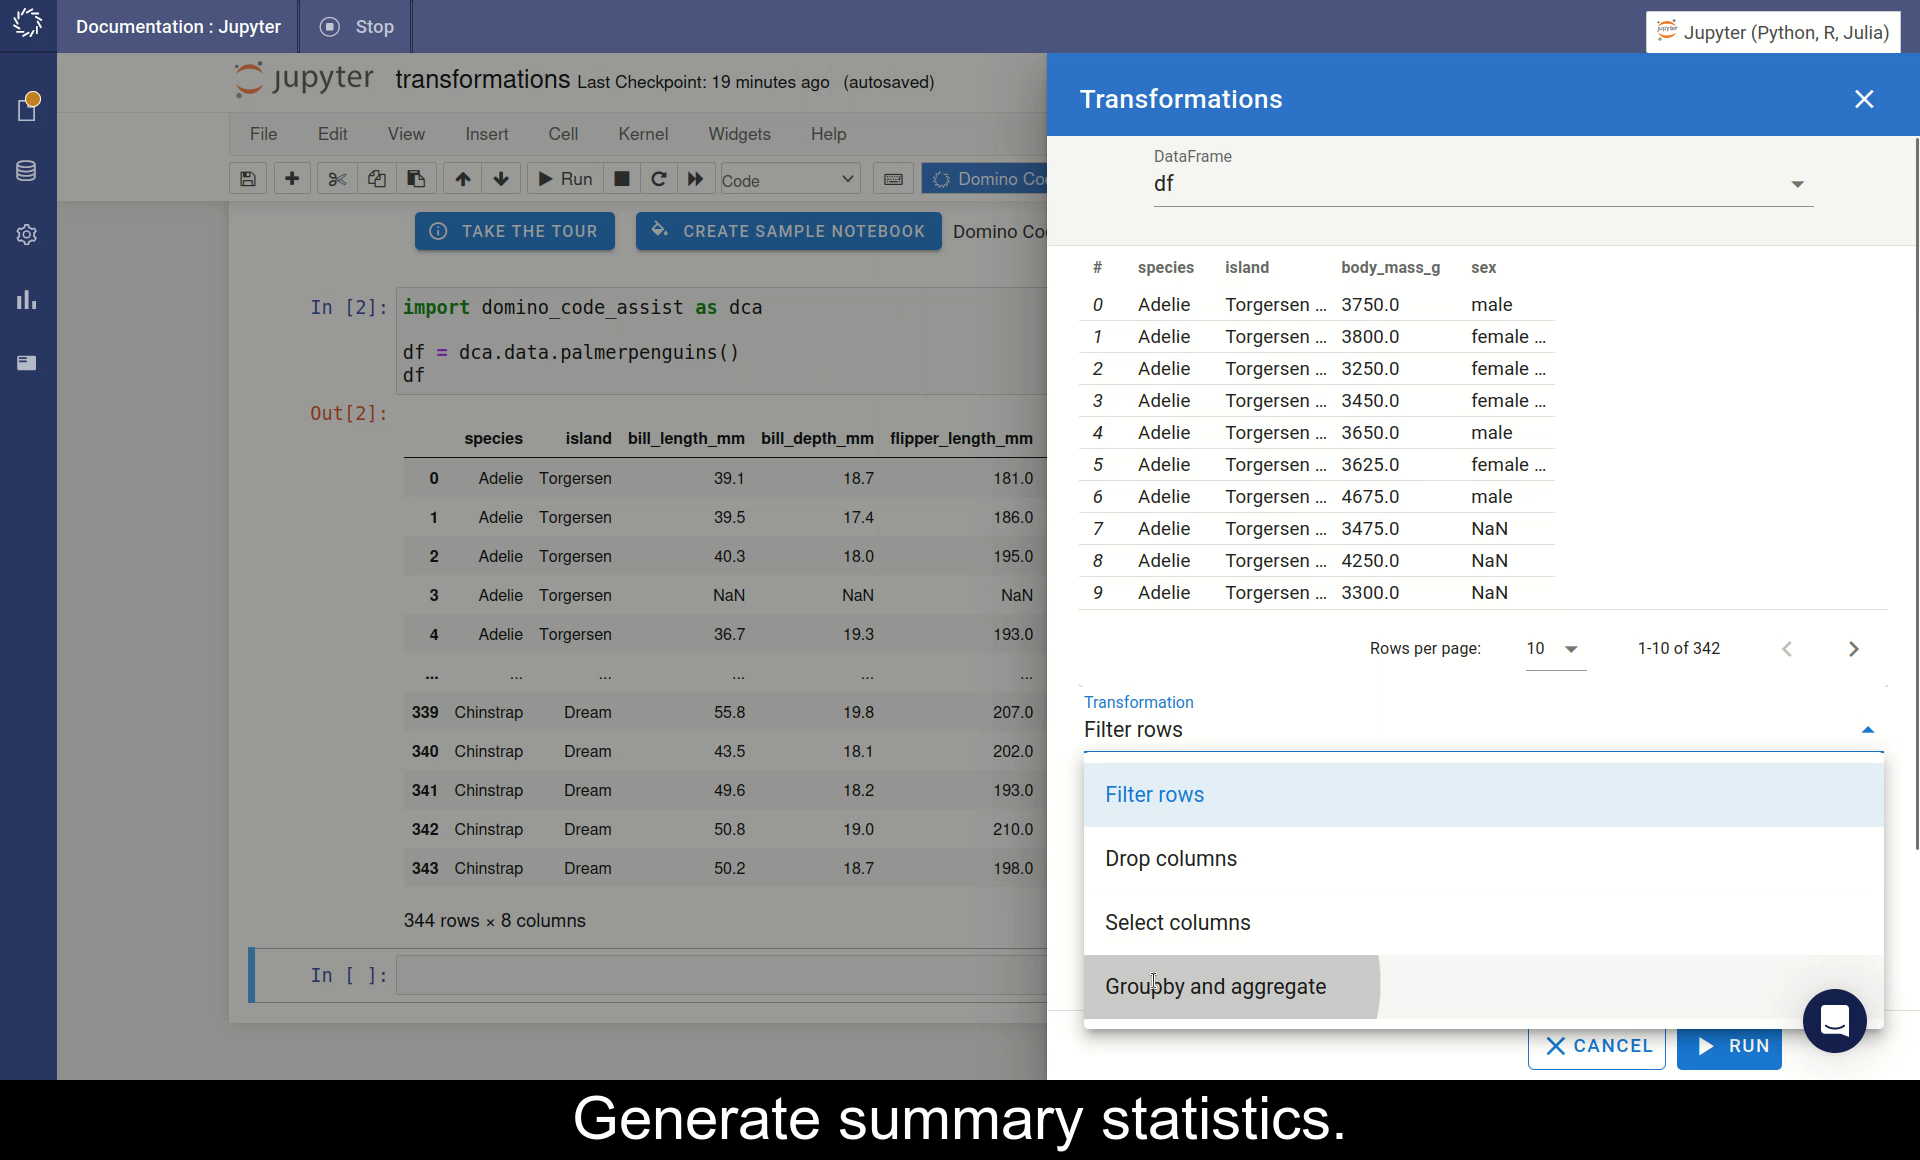 Documentation : Jupyter
Stop
Jupyter (Python, R, Julia)
jupyter transformations Last Checkpoint: 19 minutes ago (autosaved)
File Edit View Insert Cell Kernel Widgets Help
Run Code Domino Co
TAKE THE TOUR CREATE SAMPLE NOTEBOOK Domino Co
In [2]: import domino_code_assist as dca
df = dca.data.palmerpenguins()
df
Out[2]:
species island bill_length_mm bill_depth_mm flipper_length_mm
0 Adelie Torgersen 39.1 18.7 181.0
1 Adelie Torgersen 39.5 17.4 186.0
2 Adelie Torgersen 40.3 18.0 195.0
3 Adelie Torgersen NaN NaN NaN
4 Adelie Torgersen 36.7 19.3 193.0
... ... ... ... ... ...
339 Chinstrap Dream 55.8 19.8 207.0
340 Chinstrap Dream 43.5 18.1 202.0
341 Chinstrap Dream 49.6 18.2 193.0
342 Chinstrap Dream 50.8 19.0 210.0
343 Chinstrap Dream 50.2 18.7 198.0
344 rows × 8 columns
In [ ]:
Transformations
DataFrame
df
# species island body_mass_g sex
0 Adelie Torgersen ... 3750.0 male
1 Adelie Torgersen ... 3800.0 female ...
2 Adelie Torgersen ... 3250.0 female ...
3 Adelie Torgersen ... 3450.0 female ...
4 Adelie Torgersen ... 3650.0 male
5 Adelie Torgersen ... 3625.0 female ...
6 Adelie Torgersen ... 4675.0 male
7 Adelie Torgersen ... 3475.0 NaN
8 Adelie Torgersen ... 4250.0 NaN
9 Adelie Torgersen ... 3300.0 NaN
Rows per page: 10 1-10 of 342
Transformation
Filter rows
Filter rows
Drop columns
Select columns
Groupby and aggregate
CANCEL RUN
Generate summary statistics.